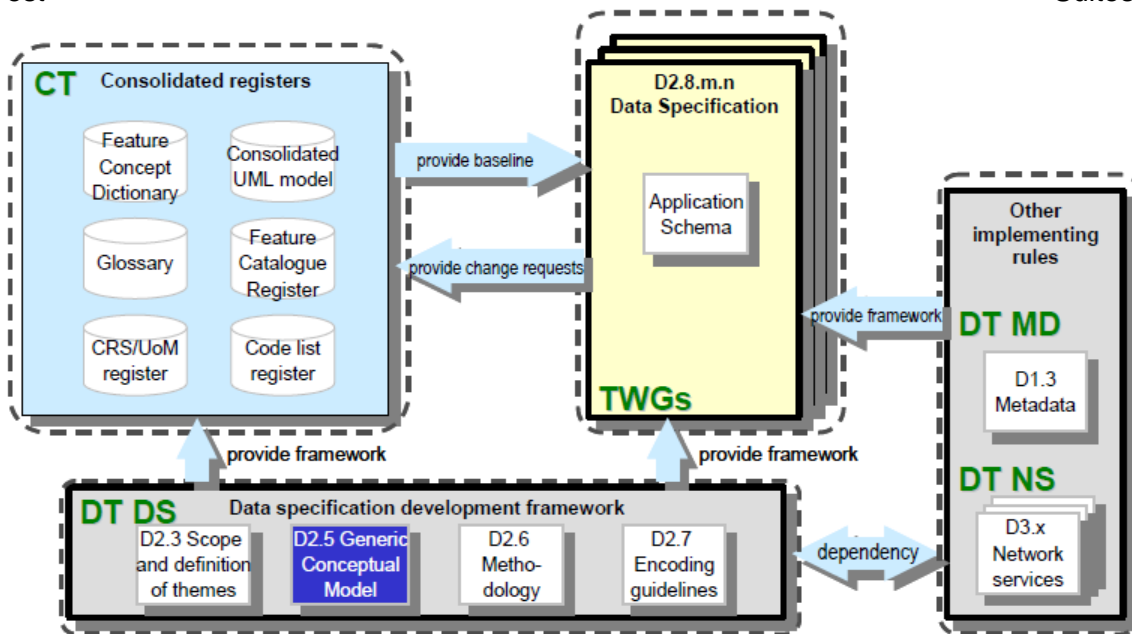 CT Consolidated registers
Feature
Concept
Dictionary
Consolidated
UML model
Glossary
Feature
Catalogue
Register
CRS/UoM
register
Code list
register
provide baseline
provide change requests
D2.8.m.n
Data Specification
Application
Schema
TWGs
provide framework
Other
implementing
rules
DT MD
D1.3
Metadata
DT NS
D3.x
Network
services
provide framework
provide framework
DT DS Data specification development framework
D2.3 Scope
and definition
of themes
D2.5 Generic
Conceptual
Model
D2.6
Metho-
dology
D2.7
Encoding
guidelines
dependency